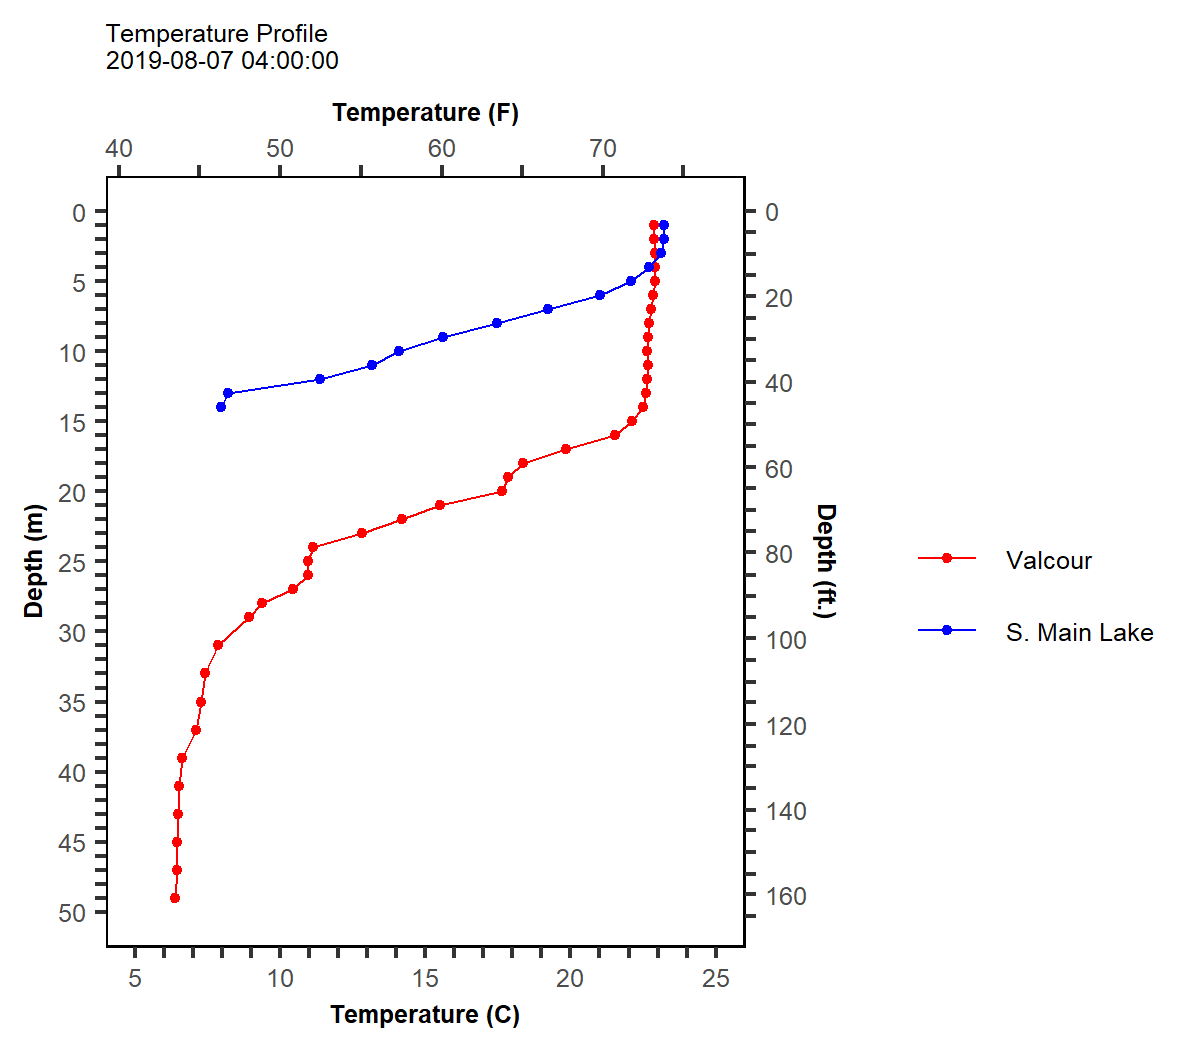 Temperature Profile
2019-08-07 04:00:00
Temperature (F)
40 50 60 70
0
5
10
15
20
25
30
35
40
45
50
Depth (m)
0
20
40
60
80
100
120
140
160
Depth (ft.)
Valcour
S. Main Lake
5 10 15 20 25
Temperature (C)